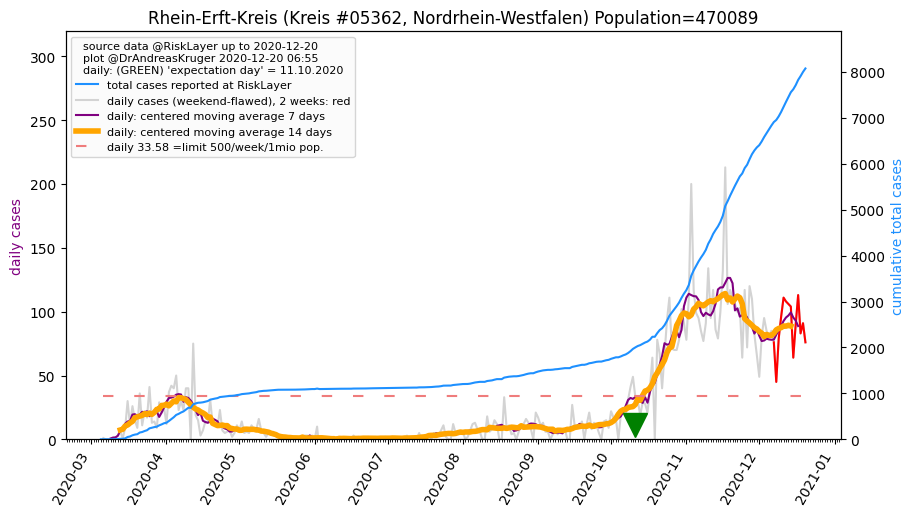 Rhein-Erft-Kreis (Kreis #05362, Nordrhein-Westfalen) Population=470089
source data @RiskLayer up to 2020-12-20
plot @DrAndreasKruger 2020-12-20 06:55
daily: (GREEN) 'expectation day' = 11.10.2020
total cases reported at RiskLayer
daily cases (weekend-flawed), 2 weeks: red
daily: centered moving average 7 days
daily: centered moving average 14 days
daily 33.58 =limit 500/week/1mio pop.
daily cases
300
250
200
150
100
50
0
8000
7000
6000
5000
4000
3000
2000
1000
0
cumulative total cases
2020-03
2020-04
2020-05
2020-06
2020-07
2020-08
2020-09
2020-10
2020-11
2020-12
2021-01